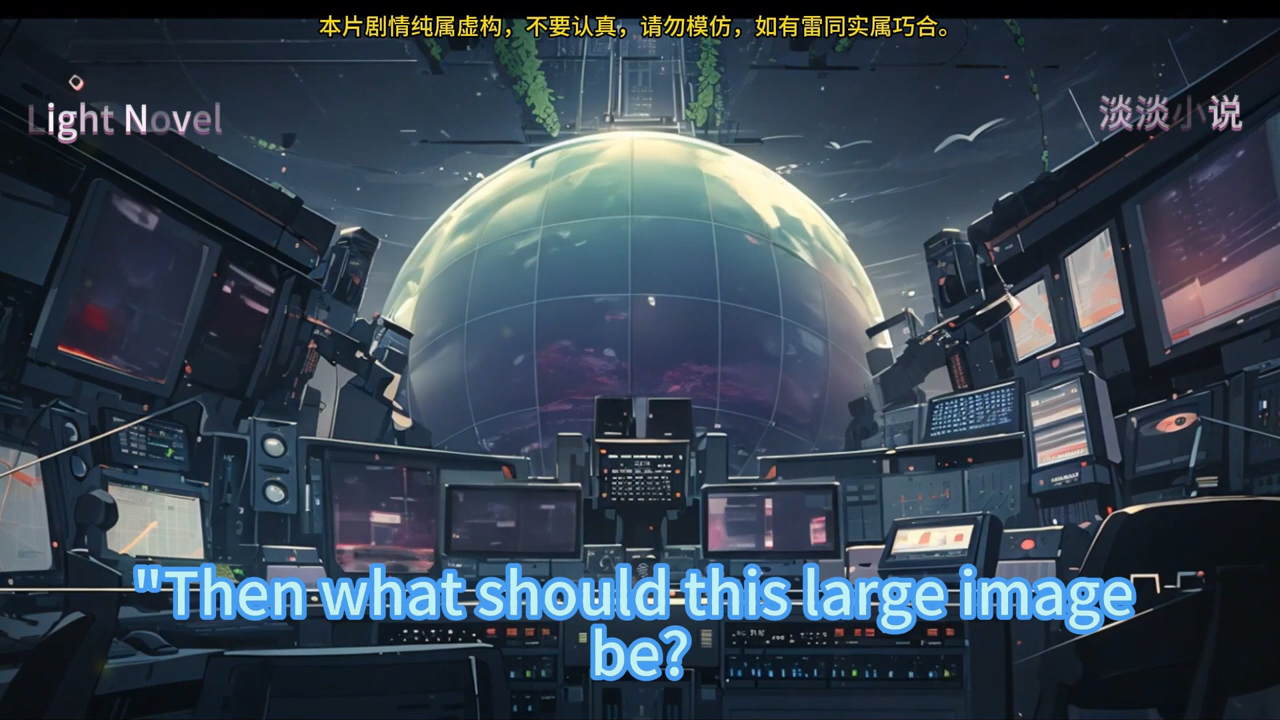 本片剧情纯属虚构，不要认真，请勿模仿，如有雷同实属巧合。
Light Novel
淡淡小说
"Then what should this large image
be?